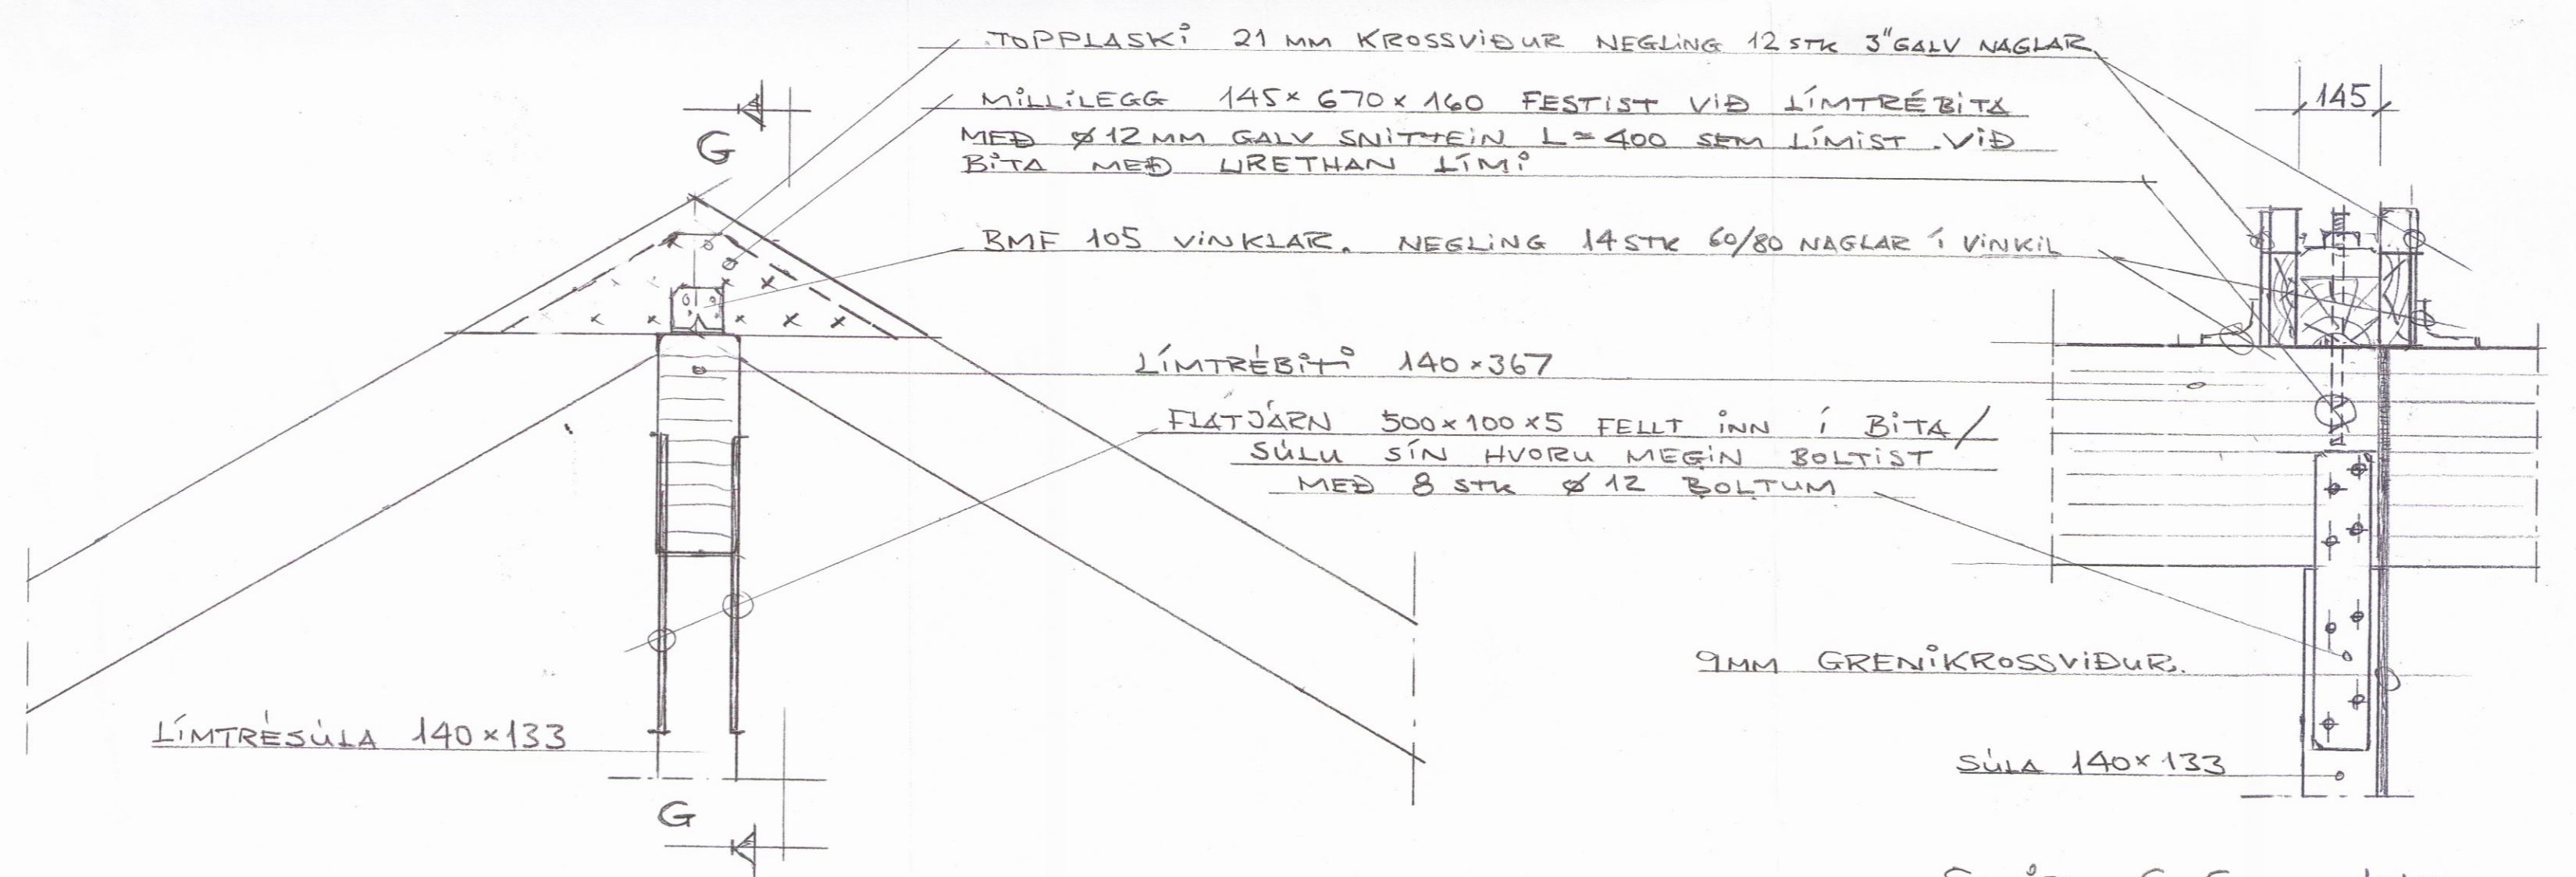 TOPPLASKI 21 MM KROSSVIÐUR NEGLING 12 STK 3" GALV NAGLAR
MILLILEGG 145 × 670 × 160 FESTIST VIÐ LÍMTRÉBITA
MEÐ Ø12 MM GALV SNITTEIN L = 400 SEM LÍMIST VIÐ
BITA MEÐ URETHAN LÍMI
145
G
BMF 105 VINKLAR. NEGLING 14 STK 60/80 NAGLAR Í VINKIL
LÍMTRÉBITI 140 × 367
FLATJÁRN 500 × 100 × 5 FELLT INN Í BITA/
SÚLU SÍN HVORU MEGIN BOLTIST
MEÐ 8 STK Ø 12 BOLTUM
9MM GRENIKROSSVIÐUR.
LÍMTRÉSÚLA 140 × 133
SÚLA 140 × 133
G